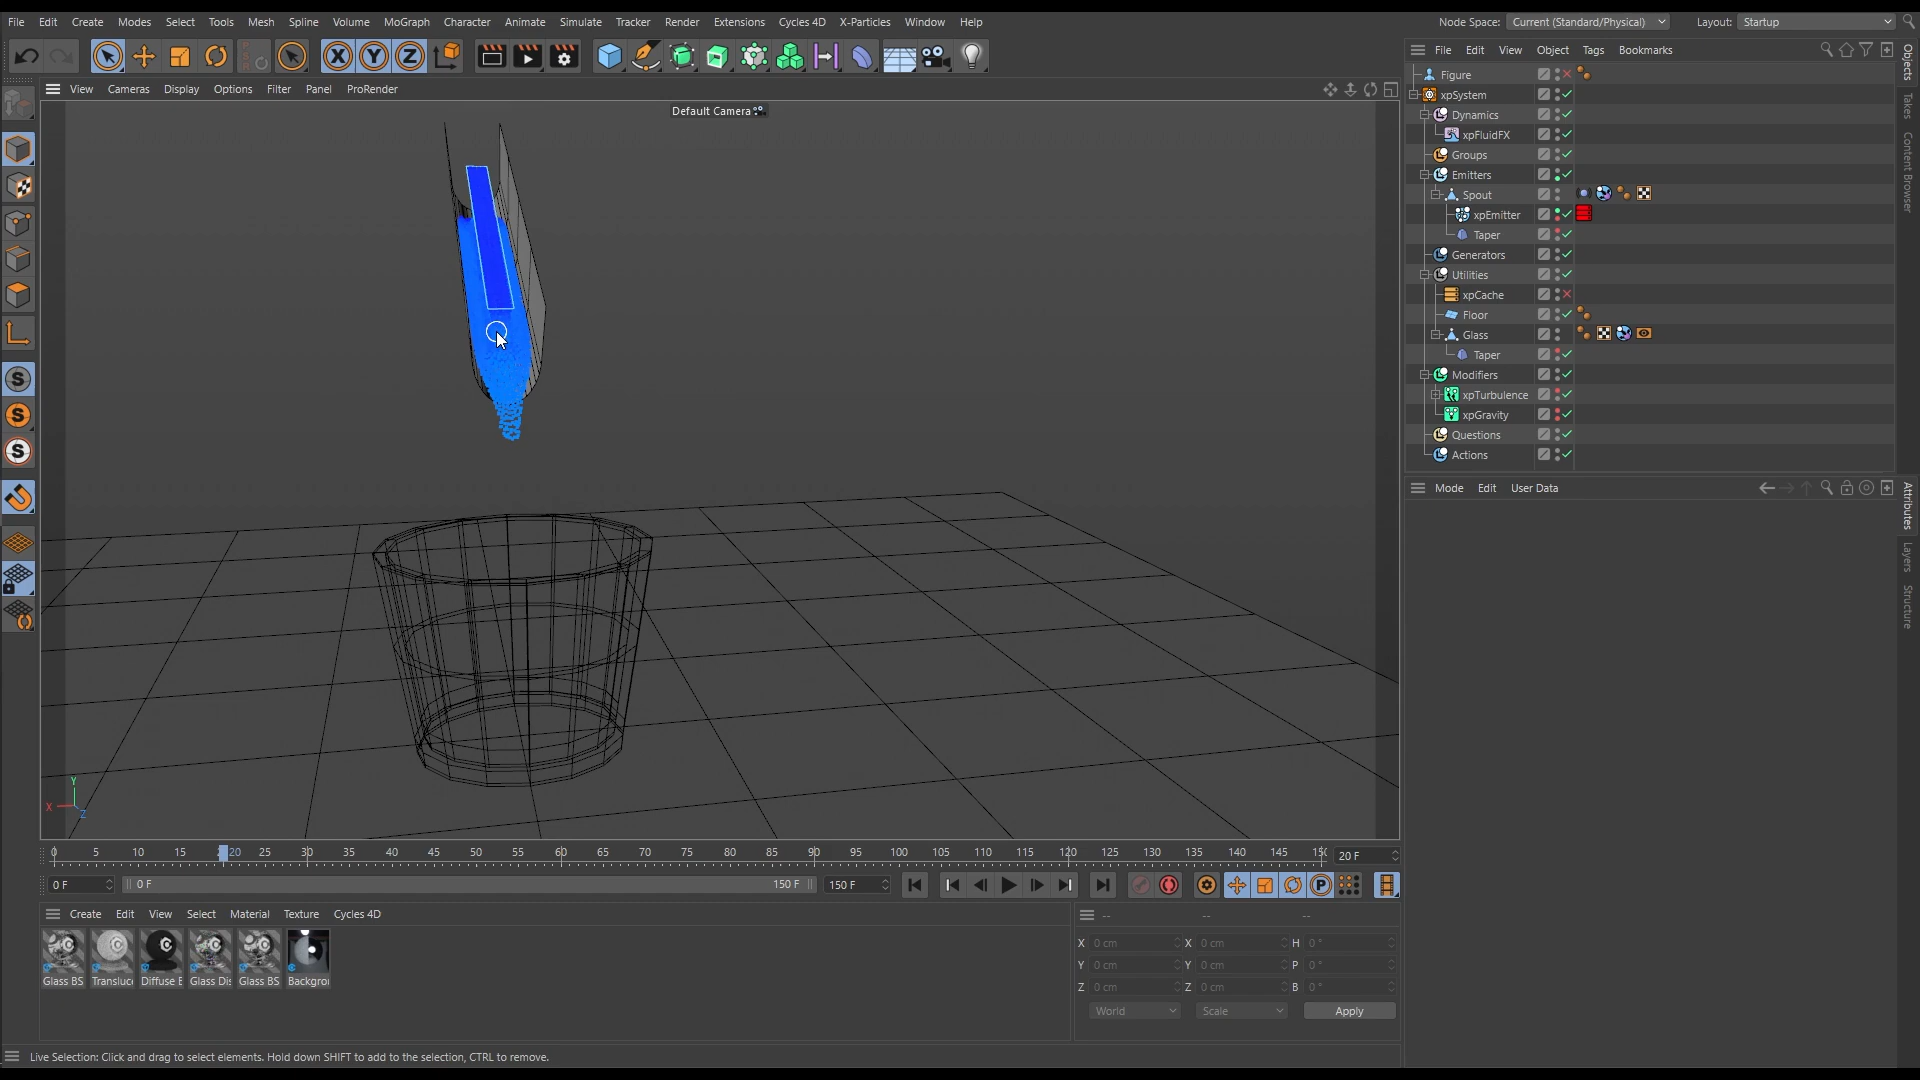 File Edit Create Modes Select Tools Mesh Spline Volume MoGraph Character Animate Simulate Tracker Render Extensions Cycles 4D X-Particles Window Help
Node Space: Current (Standard/Physical) Layout: Startup
X Y Z
File Edit View Object Tags Bookmarks
View Cameras Display Options Filter Panel ProRender
Default Camera
Figure
xpSystem
Dynamics
xpFluidFX
Groups
Emitters
Spout
xpEmitter
Taper
Generators
Utilities
xpCache
Floor
Glass
Taper
Modifiers
xpTurbulence
xpGravity
Questions
Actions
Objects
Takes
Content Browser
Mode Edit User Data
Attributes
Layers
Structure
S
S
S
Y
X
Z
0 5 10 15 20 25 30 35 40 45 50 55 60 65 70 75 80 85 90 95 100 105 110 115 120 125 130 135 140 145 20 F
0 F 0 F 150 F 150 F P
Create Edit View Select Material Texture Cycles 4D
-- -- --
Glass BS Transluc Diffuse E Glass Dis Glass BS Backgrou
X 0 cm X 0 cm H 0 °
Y 0 cm Y 0 cm P 0 °
Z 0 cm Z 0 cm B 0 °
World Scale Apply
Live Selection: Click and drag to select elements. Hold down SHIFT to add to the selection, CTRL to remove.